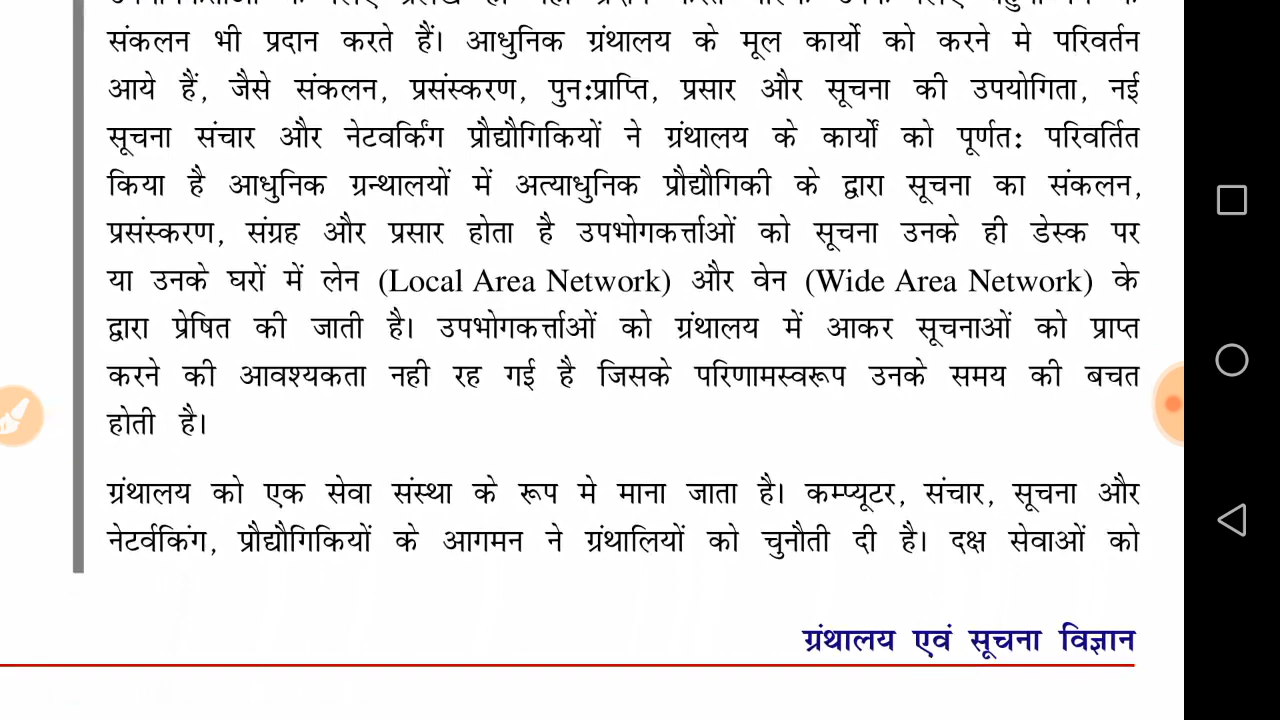 संकलन भी प्रदान करते हैं। आधुनिक ग्रंथालय के मूल कार्यो को करने मे परिवर्तन
आये हैं, जैसे संकलन, प्रसंस्करण, पुन:प्राप्ति, प्रसार और सूचना की उपयोगिता, नई
सूचना संचार और नेटवर्किंग प्रौद्यौगिकियों ने ग्रंथालय के कार्यों को पूर्णत: परिवर्तित
किया है आधुनिक ग्रन्थालयों में अत्याधुनिक प्रौद्यौगिकी के द्वारा सूचना का संकलन,
प्रसंस्करण, संग्रह और प्रसार होता है उपभोगकर्त्ताओं को सूचना उनके ही डेस्क पर
या उनके घरों में लेन (Local Area Network) और वेन (Wide Area Network) के
द्वारा प्रेषित की जाती है। उपभोगकर्त्ताओं को ग्रंथालय में आकर सूचनाओं को प्राप्त
करने की आवश्यकता नही रह गई है जिसके परिणामस्वरूप उनके समय की बचत
होती है।
ग्रंथालय को एक सेवा संस्था के रूप मे माना जाता है। कम्प्यूटर, संचार, सूचना और
नेटर्वकिंग, प्रौद्यौगिकियों के आगमन ने ग्रंथालियों को चुनौती दी है। दक्ष सेवाओं को
ग्रंथालय एवं सूचना विज्ञान